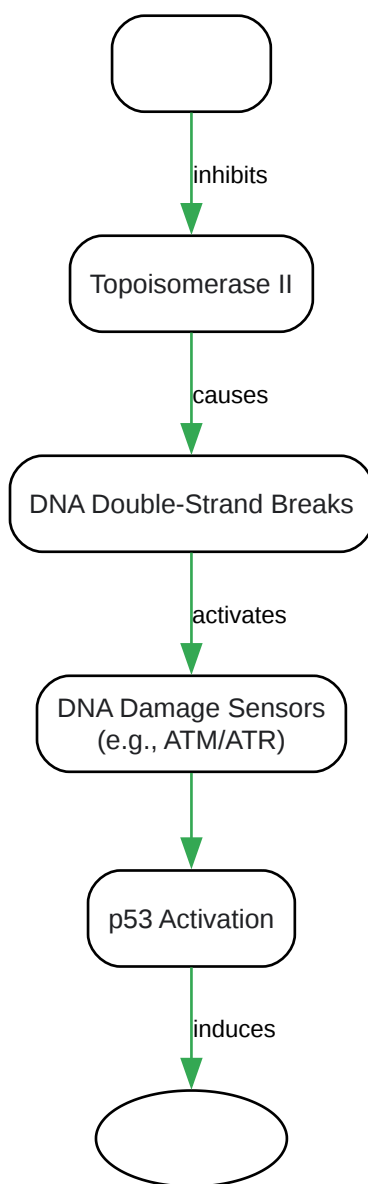 inhibits
Topoisomerase II
causes
DNA Double-Strand Breaks
activates
DNA Damage Sensors
(e.g., ATM/ATR)
p53 Activation
induces